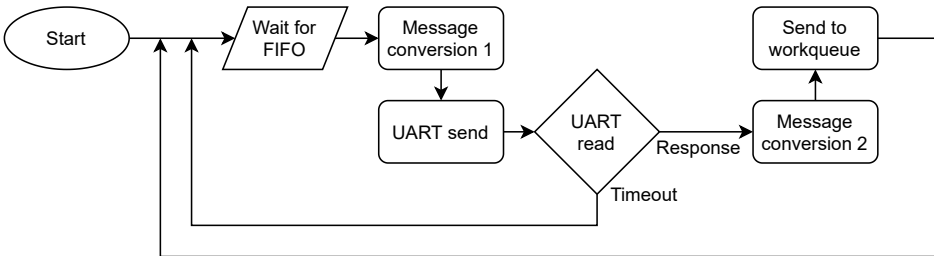 Start
Wait for
FIFO
Message
conversion 1
UART send
UART
read
Response
Timeout
Message
conversion 2
Send to
workqueue